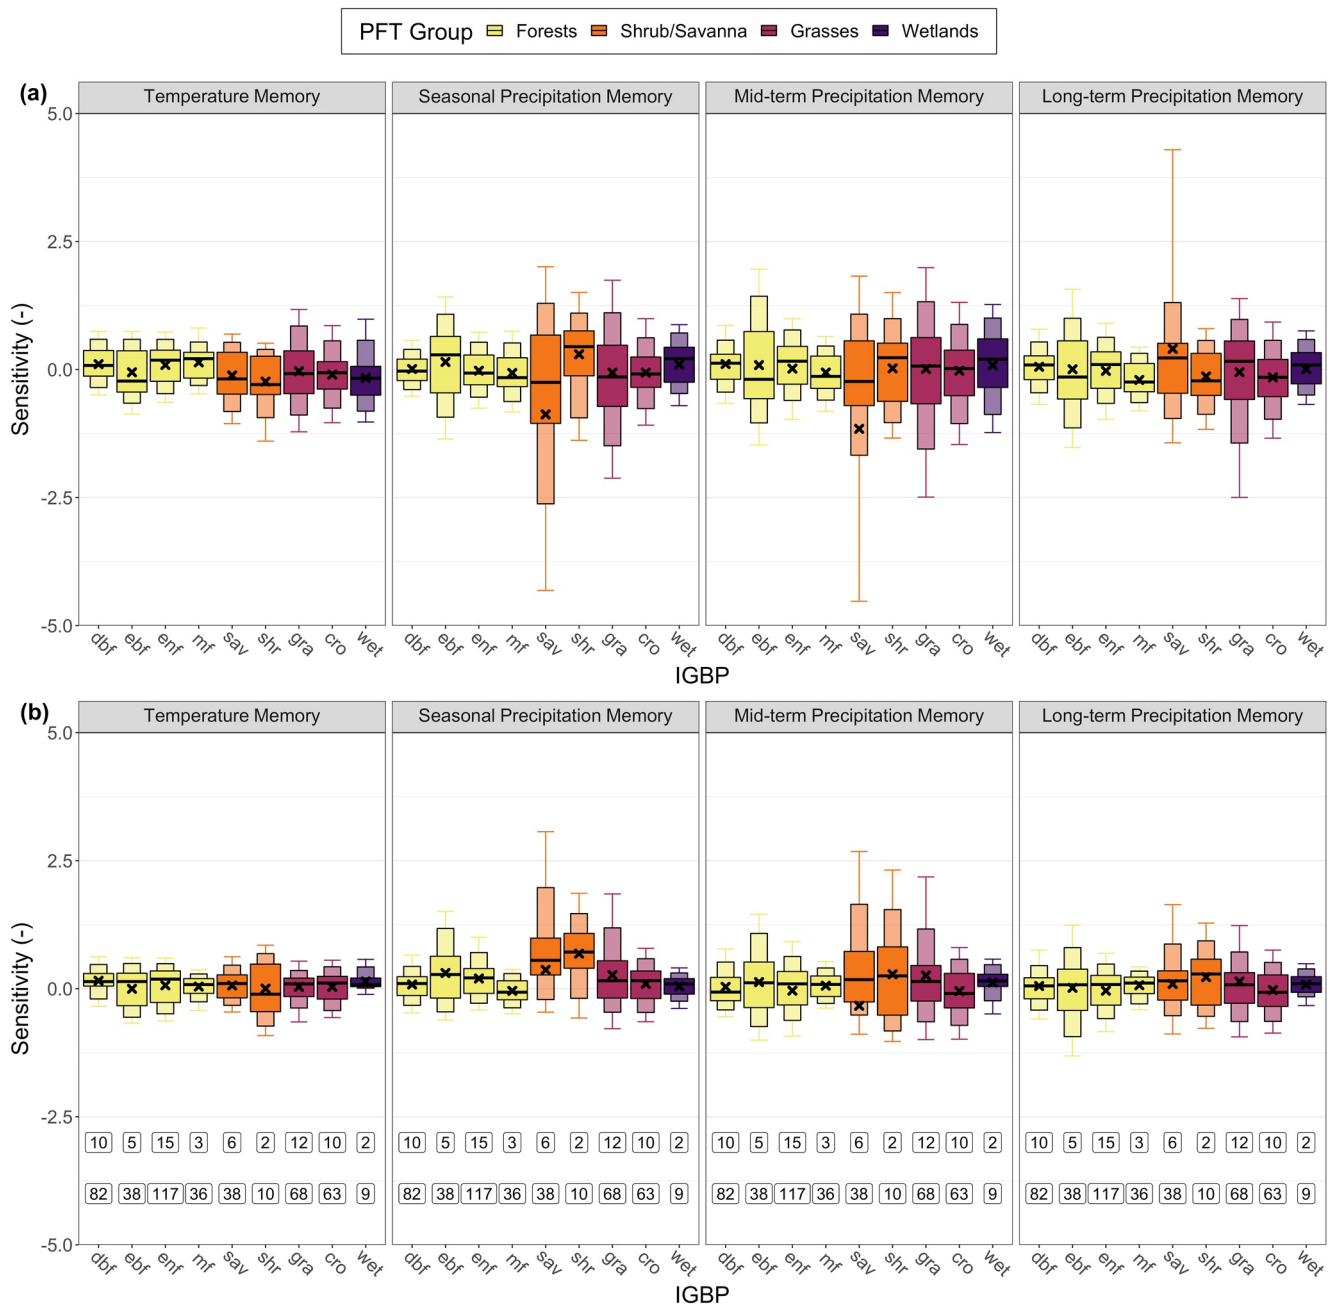 PFT Group Forests Shrub/Savanna Grasses Wetlands
(a)
Temperature Memory Seasonal Precipitation Memory Mid-term Precipitation Memory Long-term Precipitation Memory
5.0
2.5
0.0
-2.5
-5.0
Sensitivity (-)
dbf ebf enf mf sav shr gra cro wet dbf ebf enf mf sav shr gra cro wet dbf ebf enf mf sav shr gra cro wet dbf ebf enf mf sav shr gra cro wet
IGBP
(b)
Temperature Memory Seasonal Precipitation Memory Mid-term Precipitation Memory Long-term Precipitation Memory
5.0
2.5
0.0
-2.5
-5.0
Sensitivity (-)
10 5 15 3 6 2 12 10 2 10 5 15 3 6 2 12 10 2 10 5 15 3 6 2 12 10 2 10 5 15 3 6 2 12 10 2
82 38 117 36 38 10 68 63 9 82 38 117 36 38 10 68 63 9 82 38 117 36 38 10 68 63 9 82 38 117 36 38 10 68 63 9
dbf ebf enf mf sav shr gra cro wet dbf ebf enf mf sav shr gra cro wet dbf ebf enf mf sav shr gra cro wet dbf ebf enf mf sav shr gra cro wet
IGBP